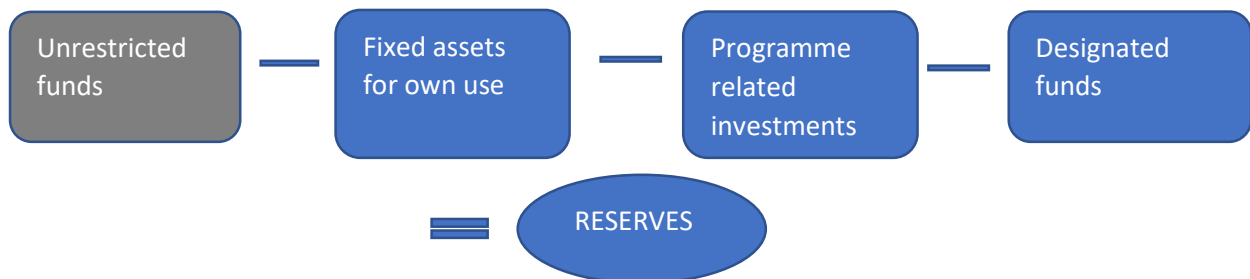 Unrestricted
funds
Fixed assets
for own use
Programme
related
investments
Designated
funds
RESERVES